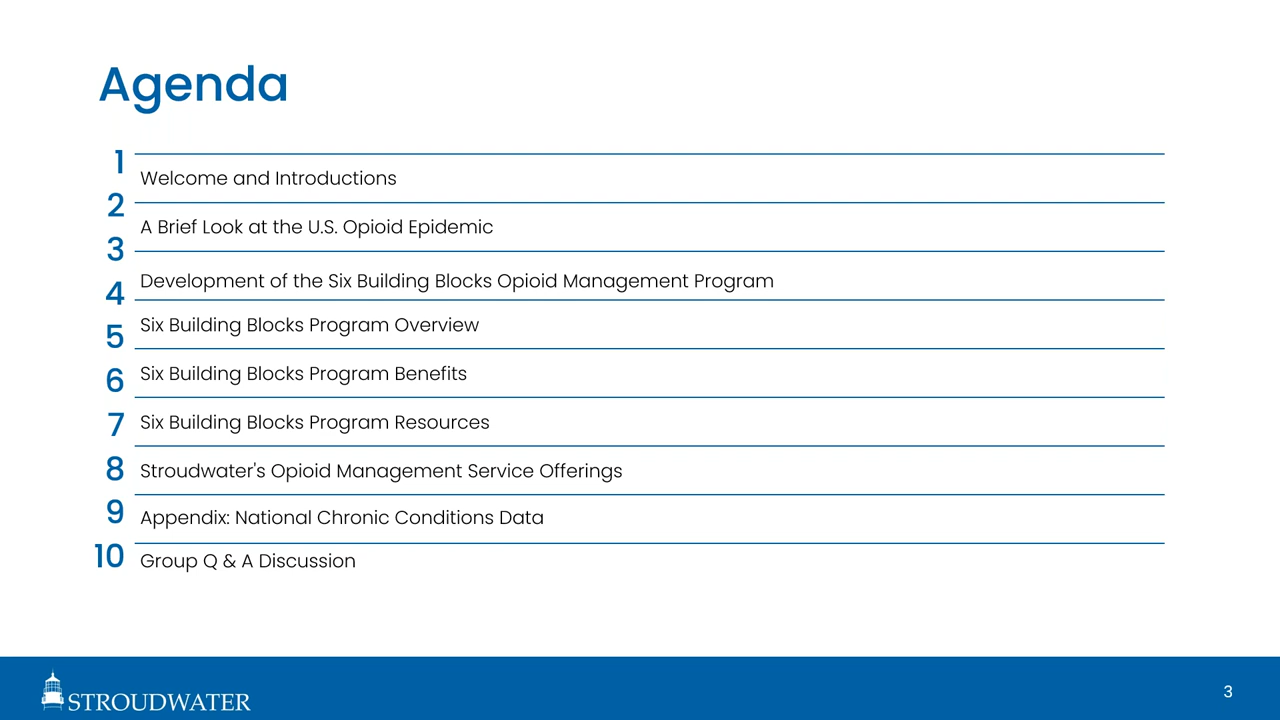 Agenda
1
Welcome and Introductions
2
A Brief Look at the U.S. Opioid Epidemic
3
Development of the Six Building Blocks Opioid Management Program
4
Six Building Blocks Program Overview
5
Six Building Blocks Program Benefits
6
Six Building Blocks Program Resources
7
Stroudwater's Opioid Management Service Offerings
8
Appendix: National Chronic Conditions Data
9
Group Q & A Discussion
10
STROUDWATER
3